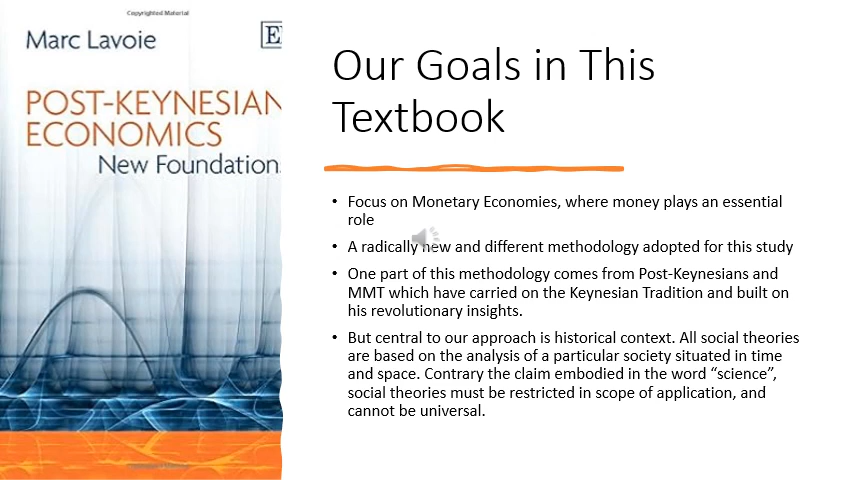 Copyrighted Material
Marc Lavoie
E
POST-KEYNESIAN
ECONOMICS
New Foundation
Our Goals in This
Textbook
• Focus on Monetary Economies, where money plays an essential
role
• A radically new and different methodology adopted for this study
• One part of this methodology comes from Post-Keynesians and
MMT which have carried on the Keynesian Tradition and built on
his revolutionary insights.
• But central to our approach is historical context. All social theories
are based on the analysis of a particular society situated in time
and space. Contrary the claim embodied in the word “science”,
social theories must be restricted in scope of application, and
cannot be universal.